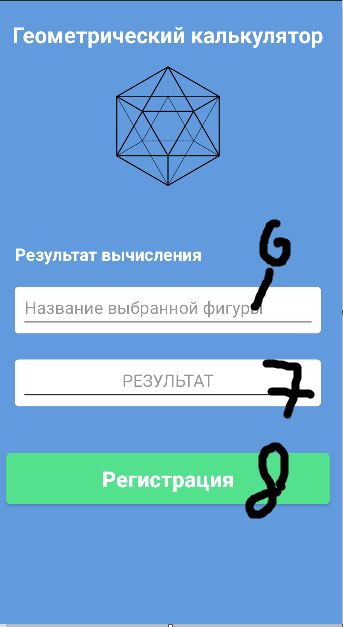 Геометрический калькулятор
6
Результат вычисления
Название выбранной фигуры
РЕЗУЛЬТАТ 7
Регистрация 8